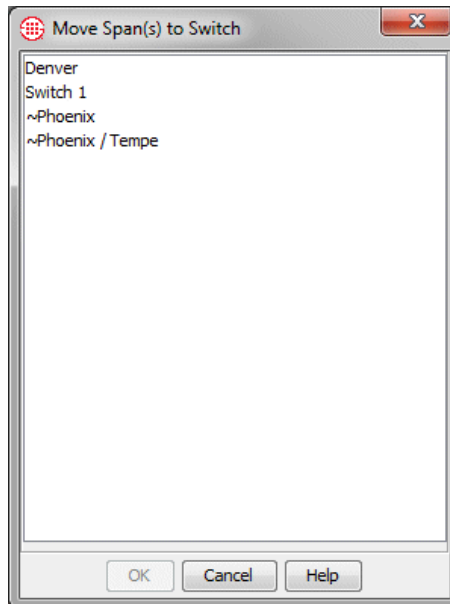 Move Span(s) to Switch
Denver
Switch 1
~Phoenix
~Phoenix / Tempe
OK Cancel Help